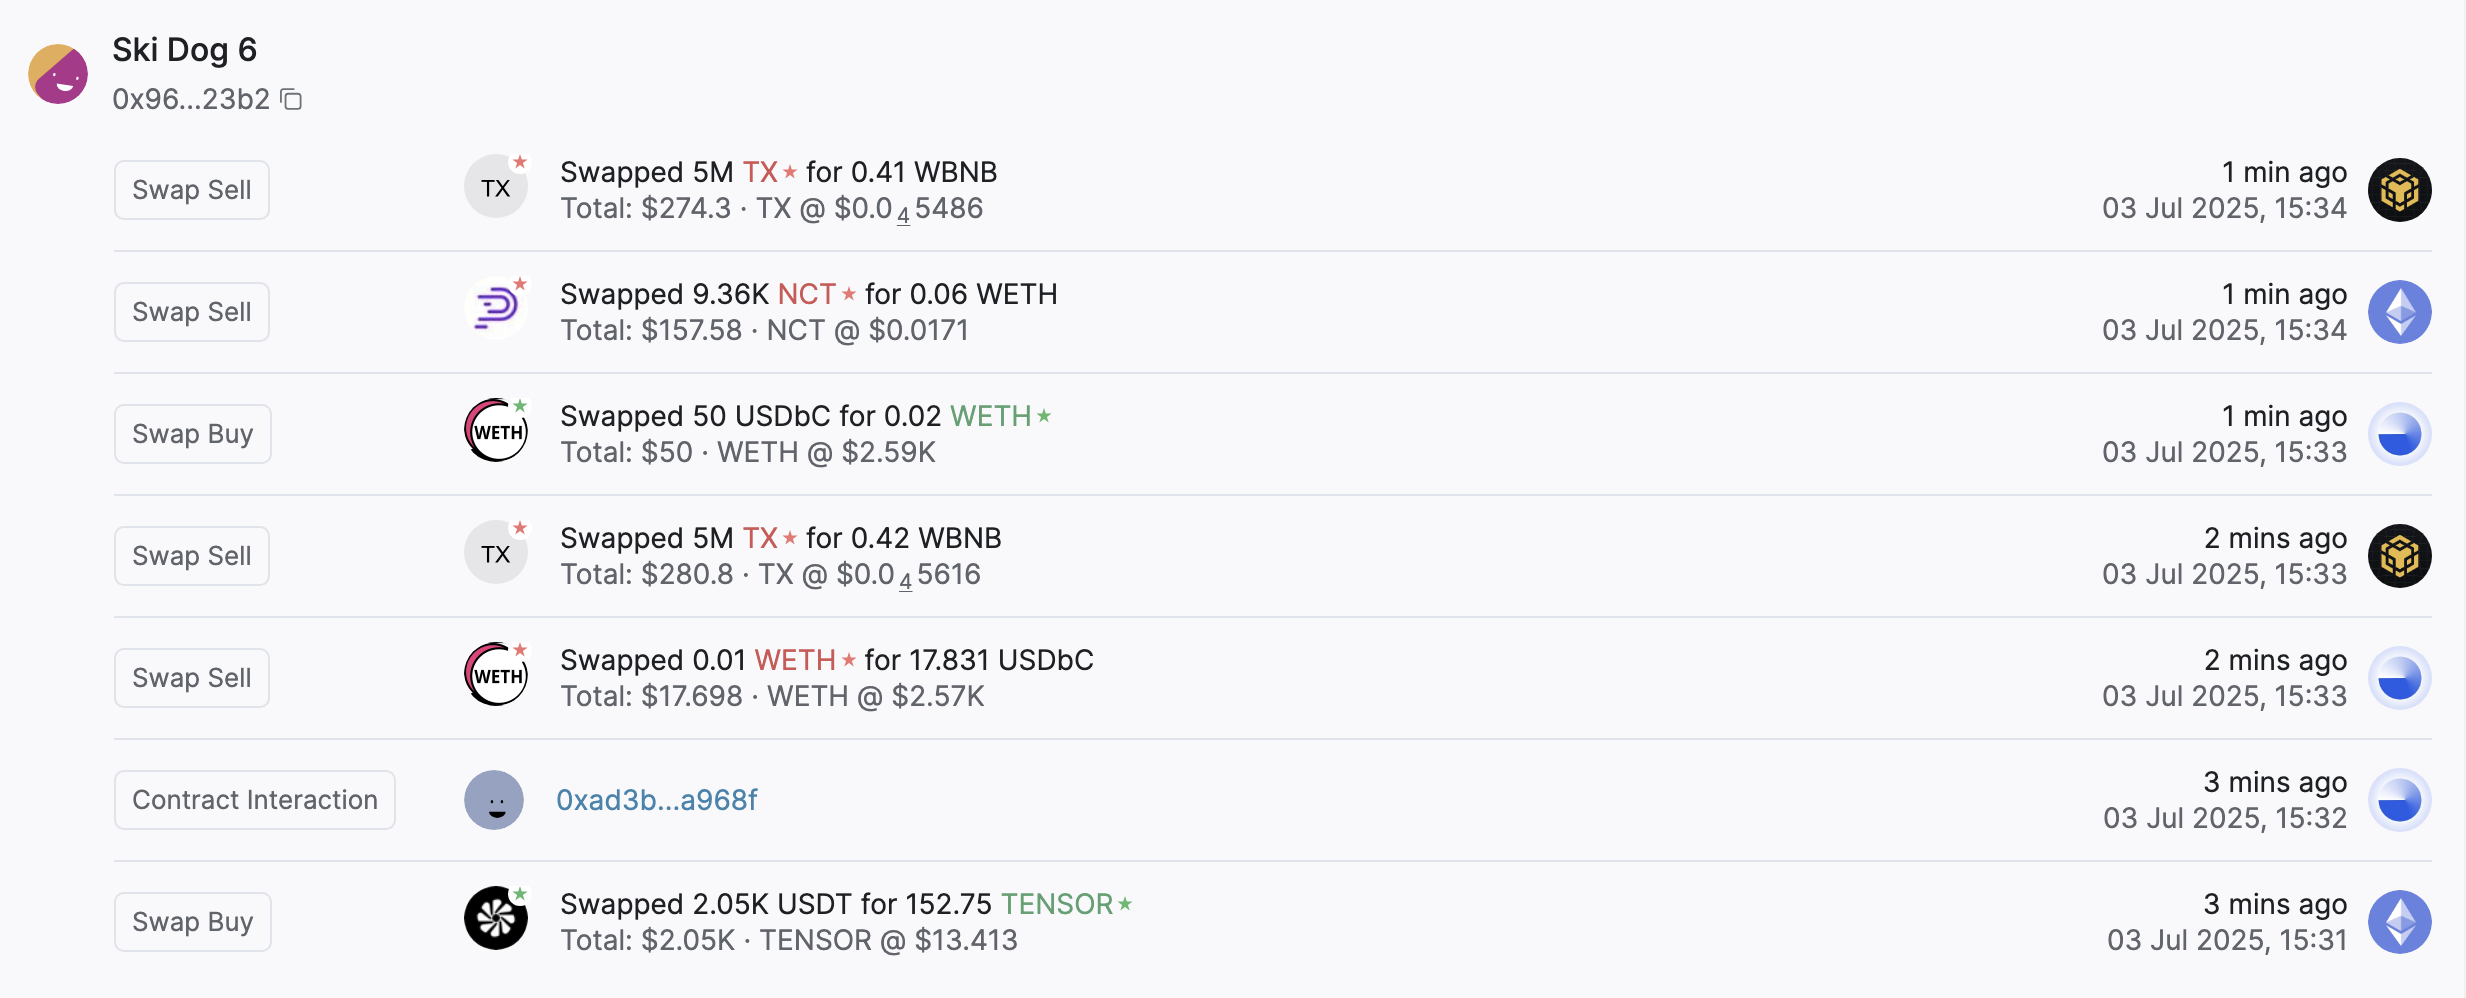 Ski Dog 6
0x96...23b2
Swap Sell
TX
Swapped 5M TX★ for 0.41 WBNB
Total: $274.3 · TX @ $0.0₄5486
1 min ago
03 Jul 2025, 15:34
Swap Sell
Swapped 9.36K NCT★ for 0.06 WETH
Total: $157.58 · NCT @ $0.0171
1 min ago
03 Jul 2025, 15:34
Swap Buy
WETH
Swapped 50 USDbC for 0.02 WETH★
Total: $50 · WETH @ $2.59K
1 min ago
03 Jul 2025, 15:33
Swap Sell
TX
Swapped 5M TX★ for 0.42 WBNB
Total: $280.8 · TX @ $0.0₄5616
2 mins ago
03 Jul 2025, 15:33
Swap Sell
WETH
Swapped 0.01 WETH★ for 17.831 USDbC
Total: $17.698 · WETH @ $2.57K
2 mins ago
03 Jul 2025, 15:33
Contract Interaction
0xad3b...a968f
3 mins ago
03 Jul 2025, 15:32
Swap Buy
Swapped 2.05K USDT for 152.75 TENSOR★
Total: $2.05K · TENSOR @ $13.413
3 mins ago
03 Jul 2025, 15:31